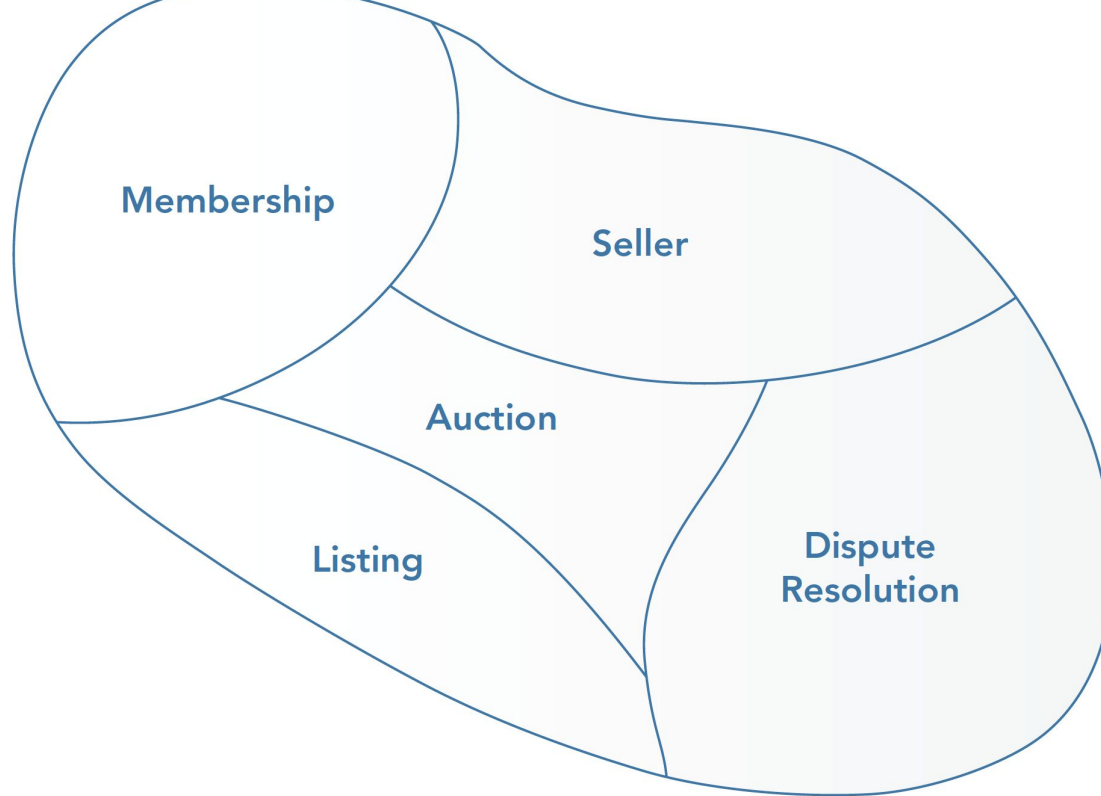 Membership
Seller
Auction
Listing
Dispute
Resolution